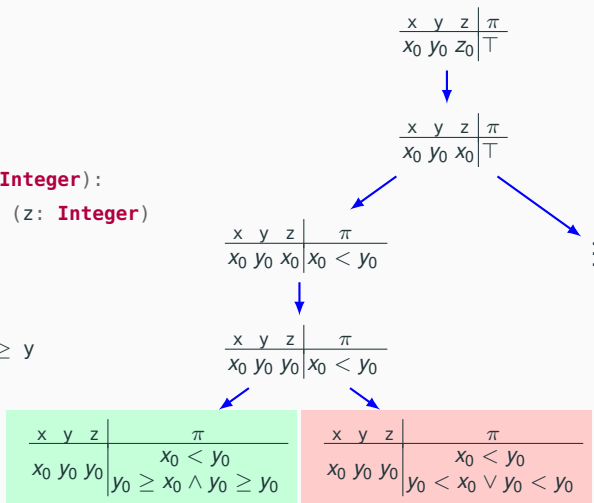 x y z π
x₀ y₀ z₀ ⊤
x y z π
x₀ y₀ x₀ ⊤
Integer):
(z: Integer)
x y z π
x₀ y₀ x₀ x₀ < y₀
≥ y
x y z π
x₀ y₀ y₀ x₀ < y₀
x y z π
x₀ < y₀
x₀ y₀ y₀
y₀ ≥ x₀ ∧ y₀ ≥ y₀
x y z π
x₀ < y₀
x₀ y₀ y₀
y₀ < x₀ ∨ y₀ < y₀